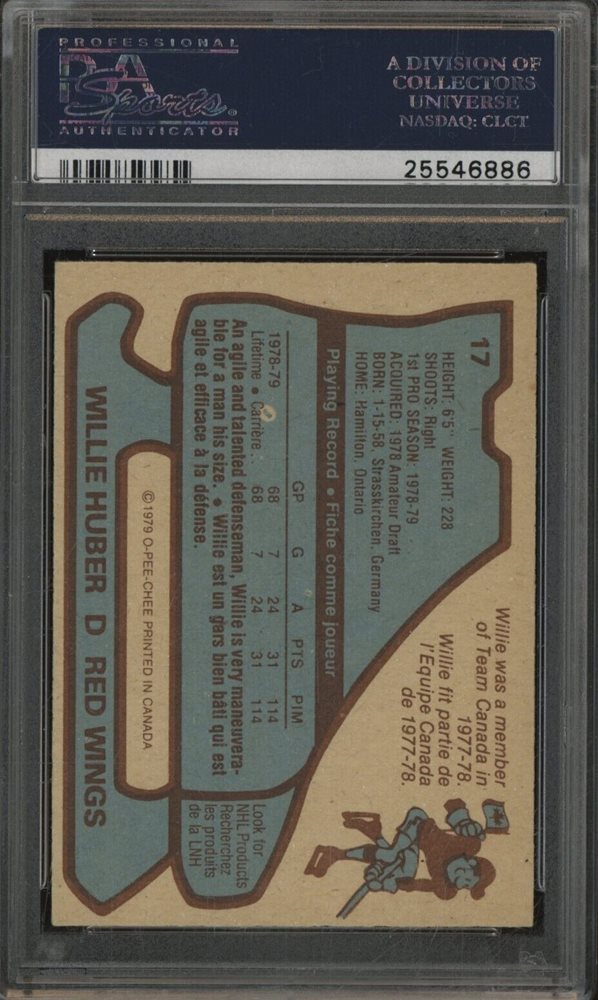 PROFESSIONAL
PSA
Sports
AUTHENTICATOR
A DIVISION OF
COLLECTORS
UNIVERSE
NASDAQ: CLCT
25546886
17
HEIGHT: 6'5" WEIGHT: 228
SHOOTS: Right
1st PRO SEASON: 1978-79
ACQUIRED: 1978 Amateur Draft
BORN: 1-15-58, Strasskirchen, Germany
HOME: Hamilton, Ontario
Willie was a member
of Team Canada in
1977-78.
Willie fit partie de
l'Equipe Canada
de 1977-78.
Playing Record • Fiche comme joueur
GP G A PTS PIM
1978-79 68 7 24 31 114
Lifetime • Carrière 68 7 24 31 114
An agile and talented defenseman, Willie is very maneuvera-
ble for a man his size. • Willie est un gars bien bâti qui est
agile et efficace à la défense.
Look for
NHL Products
Recherchez
les produits
de la LNH
©1979 O-PEE-CHEE PRINTED IN CANADA
WILLIE HUBER D RED WINGS